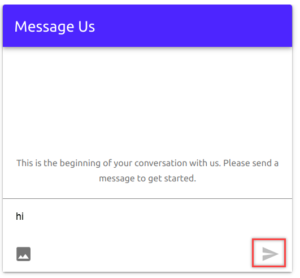 Message Us
This is the beginning of your conversation with us. Please send a
message to get started.
hi